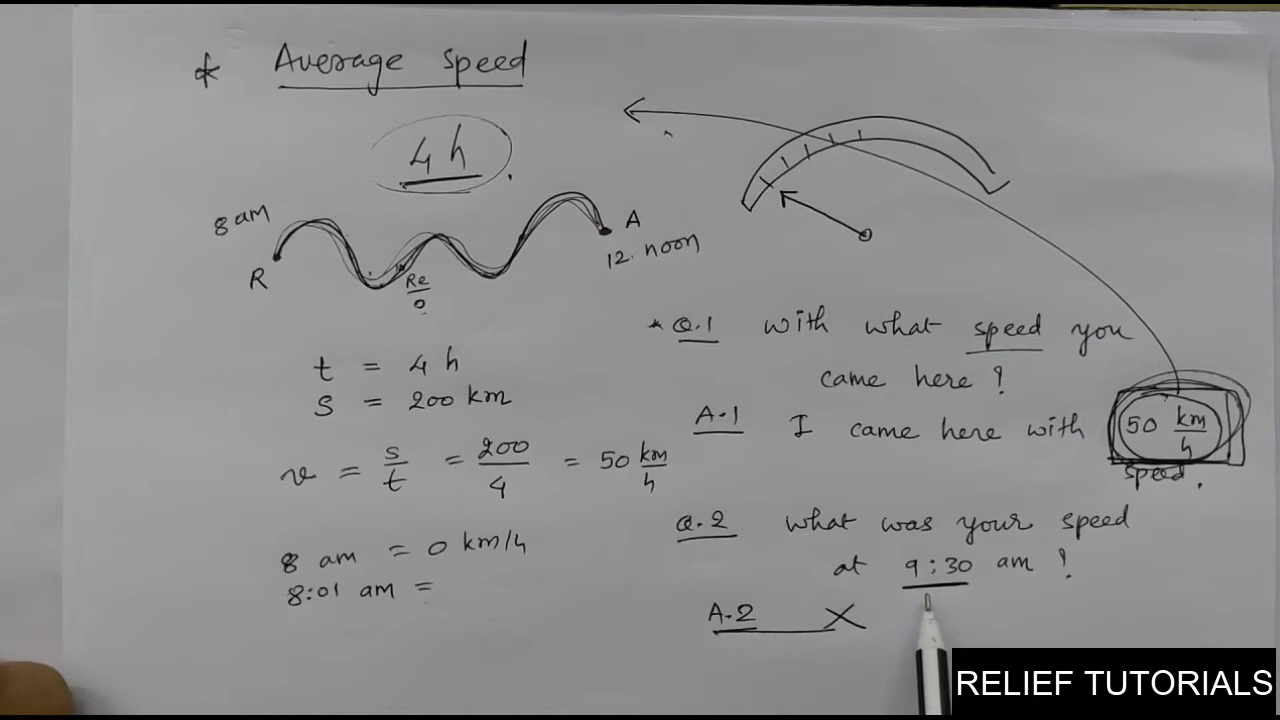 * Average speed
4 h.
8 am
R
Re
0
A
12. noon
t = 4 h
S = 200 km
v = s/t = 200/4 = 50 km/h
8 am = 0 km/h
8:01 am =
* Q.1 with what speed you
came here ?
A.1 I came here with 50 km/h
speed.
Q.2 what was your speed
at 9:30 am ?
A.2 X
RELIEF TUTORIALS